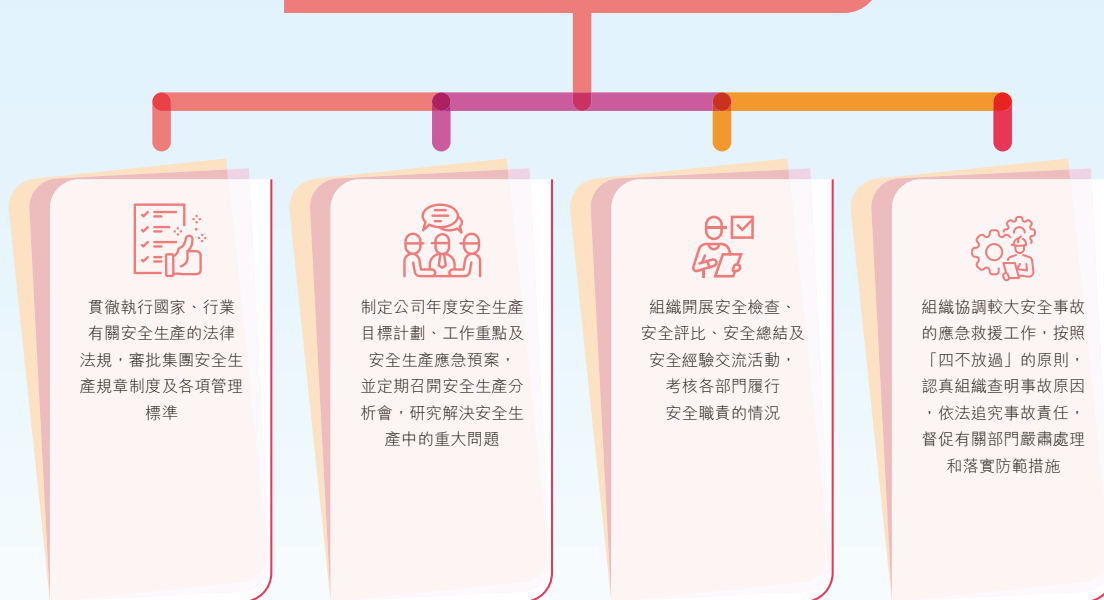 貫徹執行國家、行業
有關安全生產的法律
法規，審批集團安全生
產規章制度及各項管理
標準
制定公司年度安全生產
目標計劃、工作重點及
安全生產應急預案，
並定期召開安全生產分
析會，研究解決安全生
產中的重大問題
組織開展安全檢查、
安全評比、安全總結及
安全經驗交流活動，
考核各部門履行
安全職責的情況
組織協調較大安全事故
的應急救援工作，按照
「四不放過」的原則，
認真組織查明事故原因
，依法追究事故責任，
督促有關部門嚴肅處理
和落實防範措施